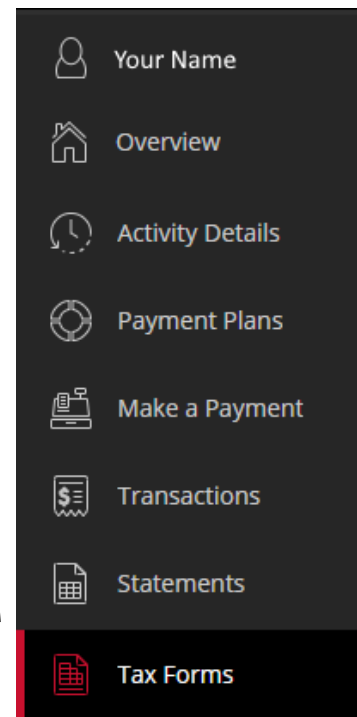 Your Name
Overview
Activity Details
Payment Plans
Make a Payment
$
Transactions
Statements
Tax Forms